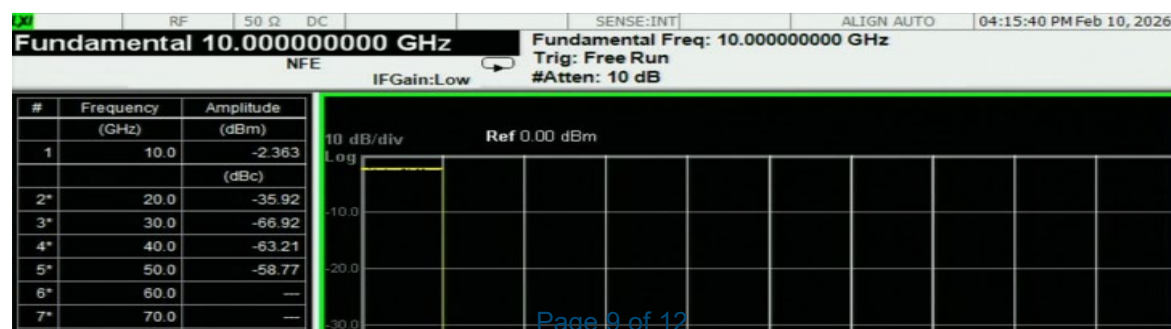 LXI RF 50 Ω DC SENSE:INT ALIGN AUTO 04:15:40 PM Feb 10, 2026
Fundamental 10.000000000 GHz
NFE
IFGain:Low
Fundamental Freq: 10.000000000 GHz
Trig: Free Run
#Atten: 10 dB
# Frequency Amplitude
(GHz) (dBm)
1 10.0 -2.363
(dBc)
2* 20.0 -35.92
3* 30.0 -66.92
4* 40.0 -63.21
5* 50.0 -58.77
6* 60.0 ---
7* 70.0 ---
10 dB/div Ref 0.00 dBm
Log
-10.0
-20.0
-30.0
Page 9 of 12